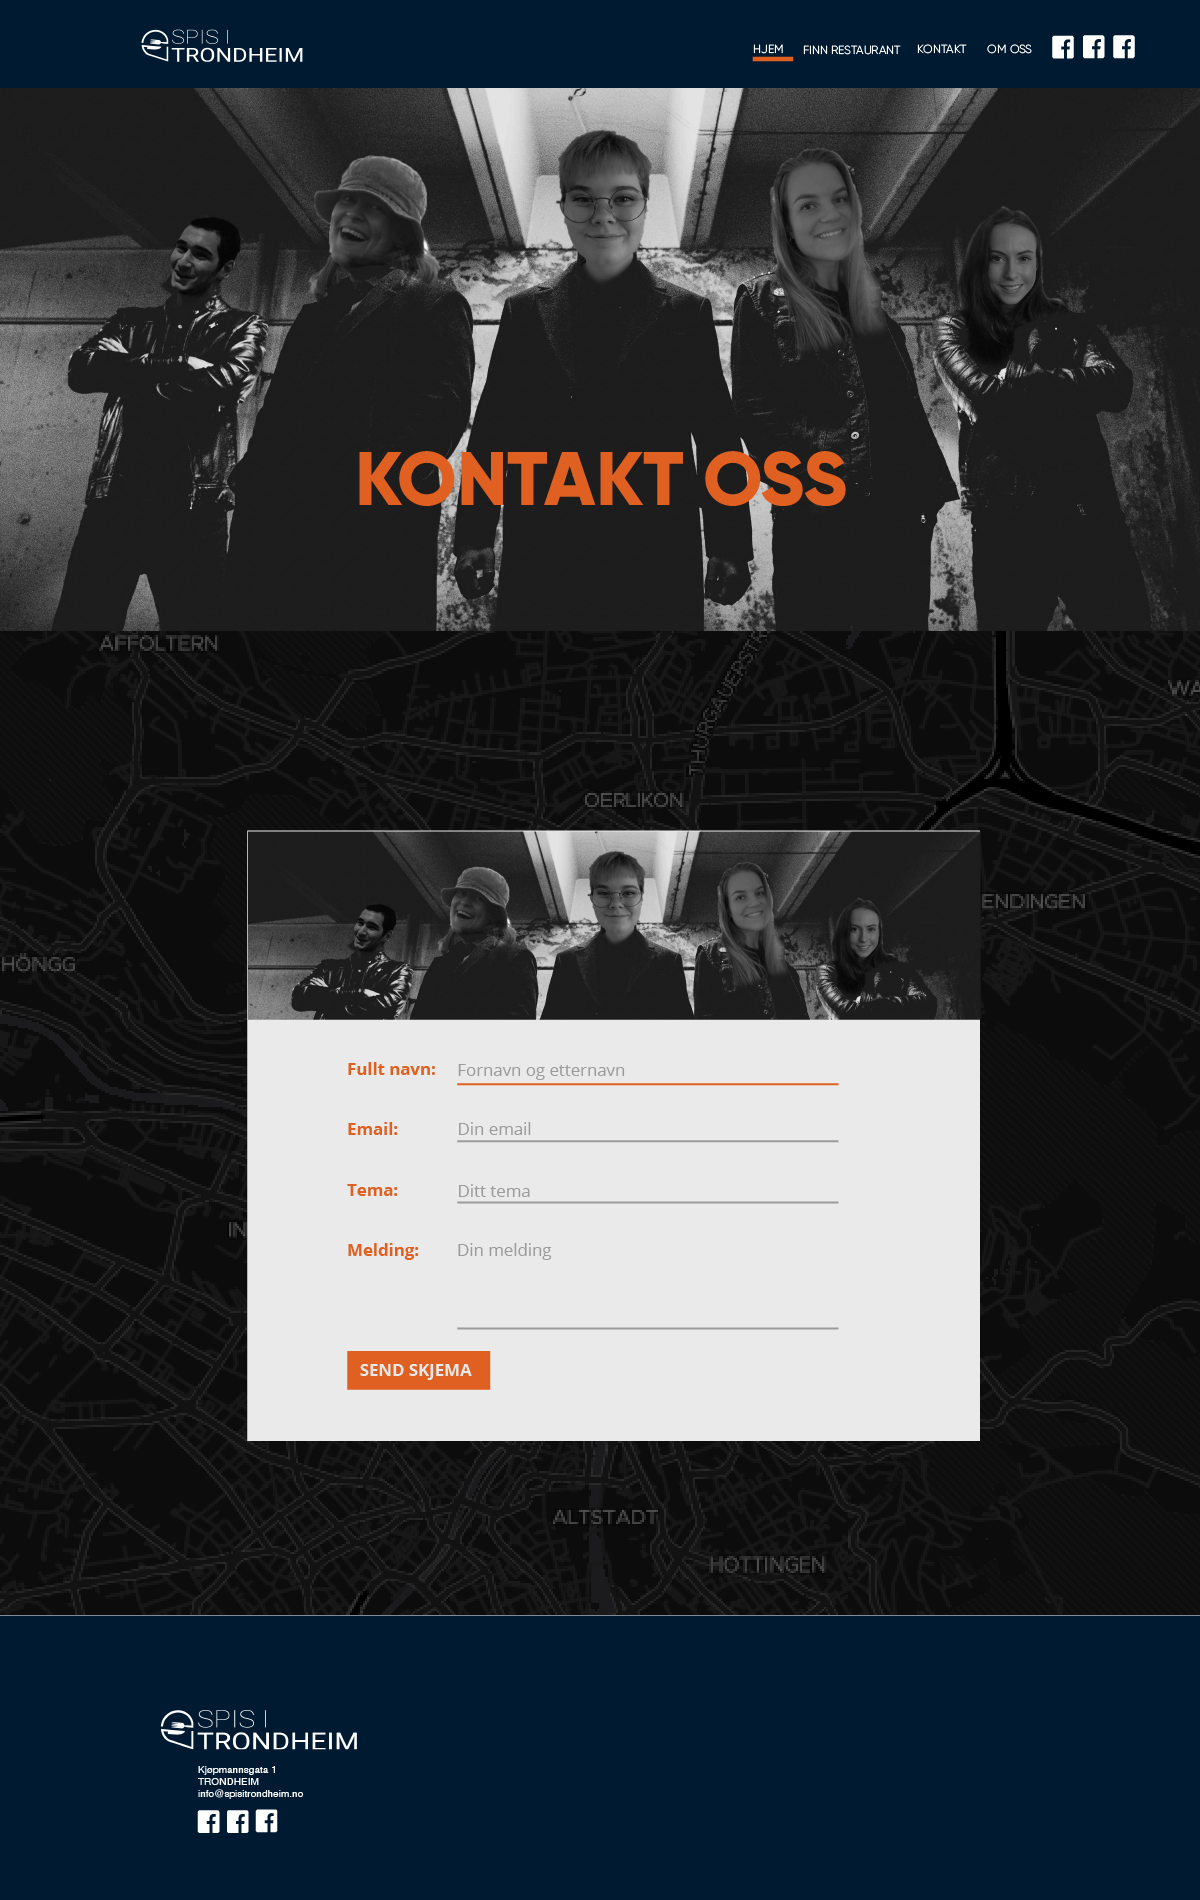 SPIS I
TRONDHEIM
HJEM FINN RESTAURANT KONTAKT OM OSS
KONTAKT OSS
AFFOLTERN
THURGAUERSTR
WA
OERLIKON
ENDINGEN
HÖNGG
Fullt navn: Fornavn og etternavn
Email: Din email
Tema: Ditt tema
IN
Melding: Din melding
SEND SKJEMA
ALTSTADT
HOTTINGEN
SPIS I
TRONDHEIM
Kjøpmannsgata 1
TRONDHEIM
info@spisitrondheim.no